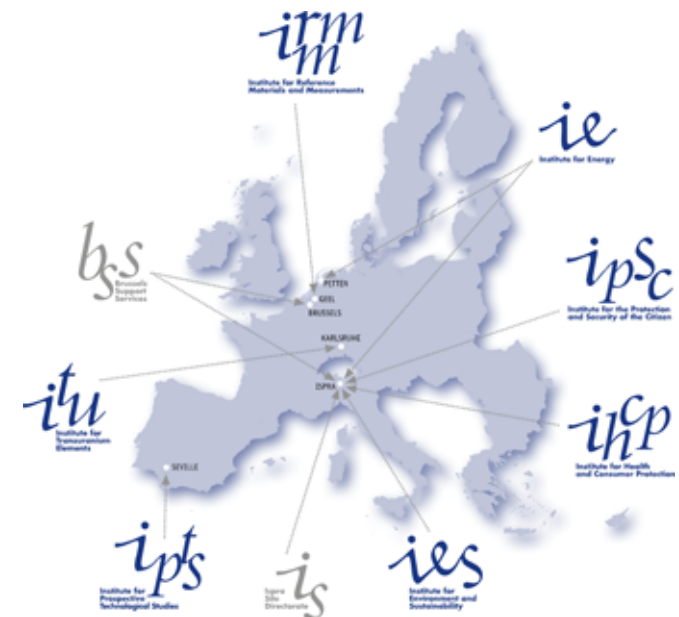 irmm
Institute for Reference
Materials and Measurements
ie
Institute for Energy
bss
Brussels
Support
Services
ipsc
Institute for the Protection
and Security of the Citizen
PETTEN
GEEL
BRUSSELS
KARLSRUHE
ISPRA
itu
Institute for
Transuranium
Elements
ihcp
Institute for Health
and Consumer Protection
SEVILLE
ipts
Institute for
Prospective
Technological Studies
is
Ispra
Site
Directorate
ies
Institute for
Environment and
Sustainability